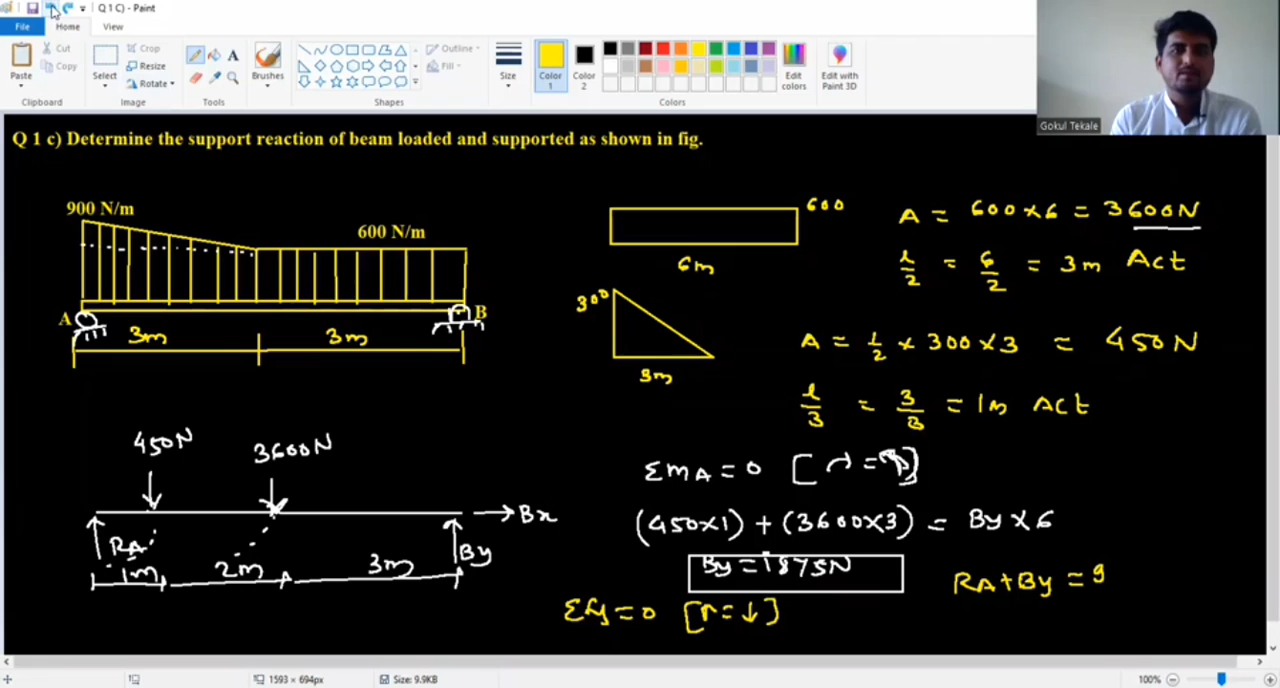 Q 1 C) - Paint
File
Home
View
Paste
Cut
Copy
Clipboard
Select
Crop
Resize
Rotate
Image
Tools
Brushes
Shapes
Outline
Fill
Size
Color 1
Color 2
Edit colors
Colors
Edit with Paint 3D
Gokul Tekale
Q 1 c) Determine the support reaction of beam loaded and supported as shown in fig.
900 N/m
600 N/m
A
B
3m
3m
600
6m
A = 600×6 = 3600N
l/2 = 6/2 = 3m Act
300
3m
A = 1/2 × 300×3 = 450N
l/3 = 3/3 = 1m Act
450N
3600N
RA
Bx
By
1m
2m
3m
ΣmA=0
(450×1) + (3600×3) = By×6
By = 1875N
RA+By = 9
Σfy=0 [↑=↓]
1593 × 694px
Size: 9.9KB
100%